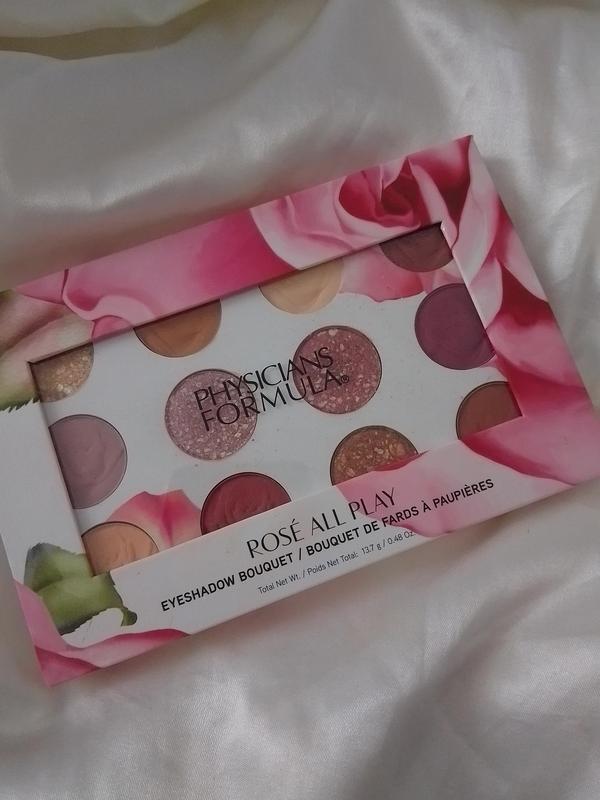 PHYSICIANS
FORMULA®
ROSÉ ALL PLAY
EYESHADOW BOUQUET / BOUQUET DE FARDS À PAUPIÈRES
Total Net Wt. / Poids Net Total: 13.7 g / 0.48 Oz.